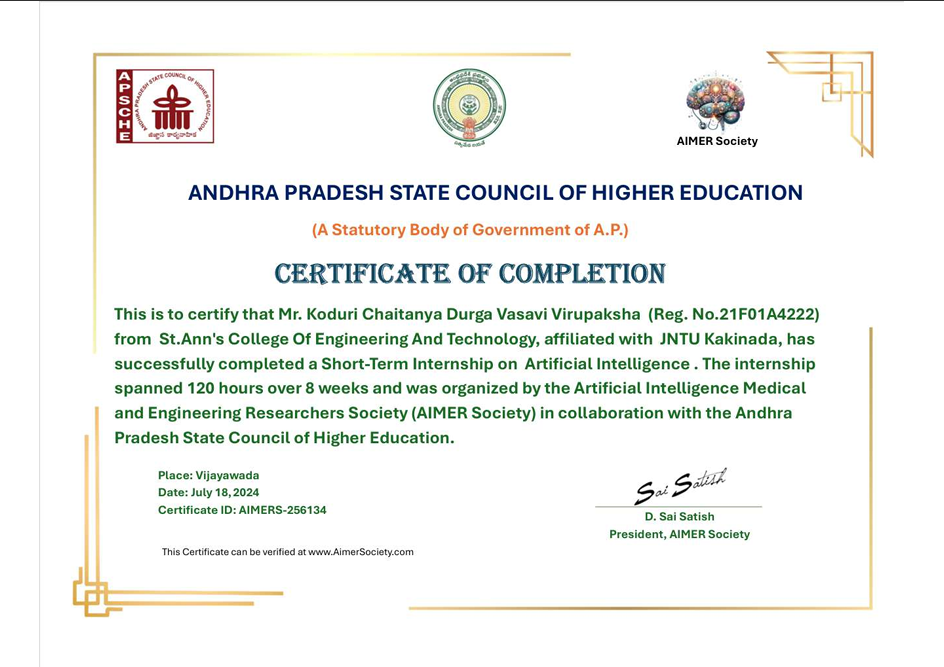 APSCHE
ANDHRA PRADESH STATE COUNCIL OF HIGHER EDUCATION
AIMER Society
ANDHRA PRADESH STATE COUNCIL OF HIGHER EDUCATION
(A Statutory Body of Government of A.P.)
CERTIFICATE OF COMPLETION
This is to certify that Mr. Koduri Chaitanya Durga Vasavi Virupaksha (Reg. No.21F01A4222)
from St.Ann's College Of Engineering And Technology, affiliated with JNTU Kakinada, has
successfully completed a Short-Term Internship on Artificial Intelligence . The internship
spanned 120 hours over 8 weeks and was organized by the Artificial Intelligence Medical
and Engineering Researchers Society (AIMER Society) in collaboration with the Andhra
Pradesh State Council of Higher Education.
Place: Vijayawada
Date: July 18, 2024
Certificate ID: AIMERS-256134
Sai Satish
D. Sai Satish
President, AIMER Society
This Certificate can be verified at www.AimerSociety.com